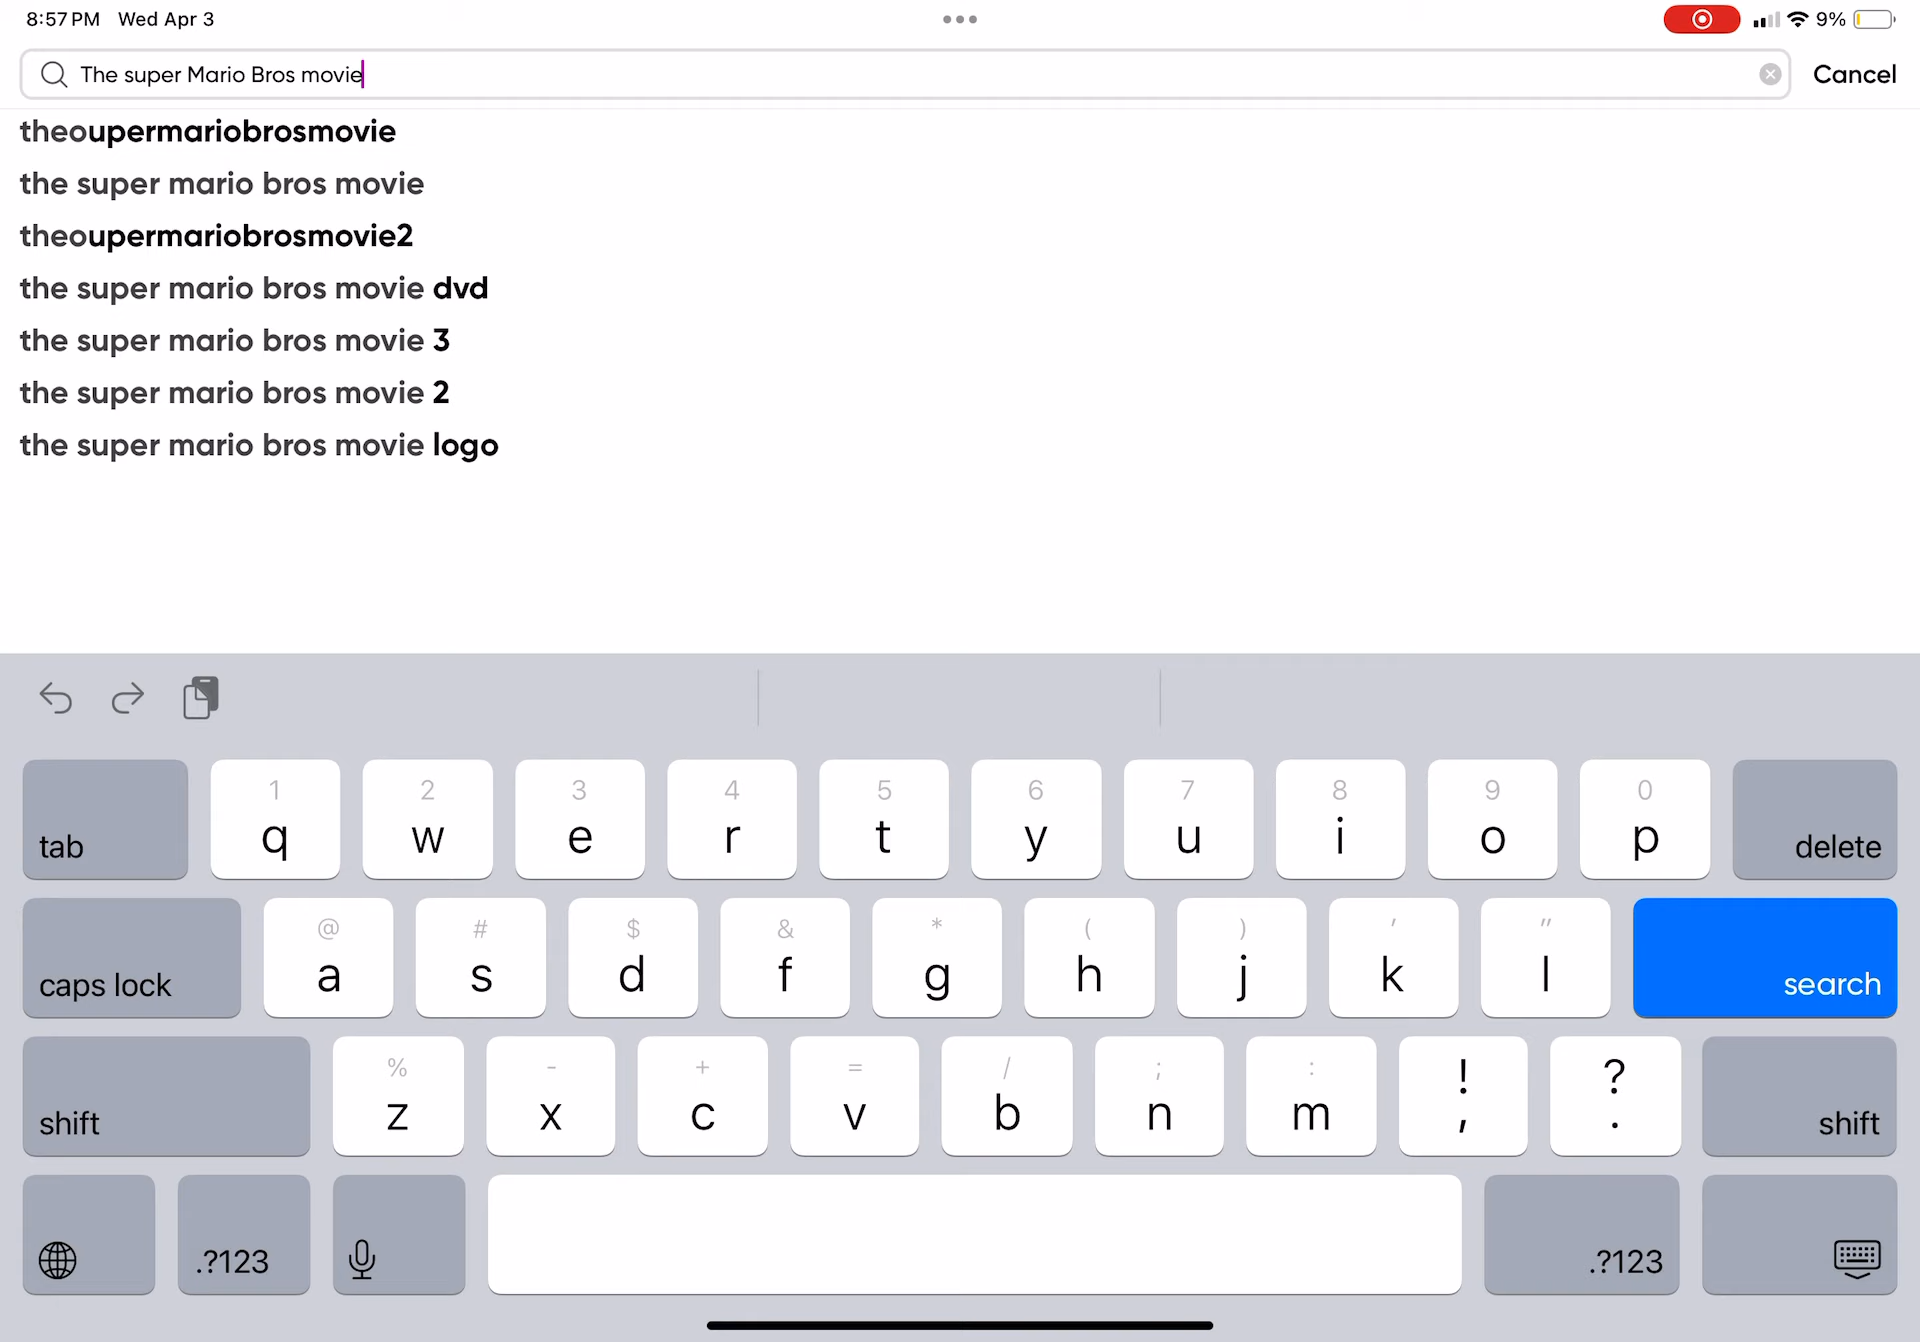 8:57 PM Wed Apr 3 9%
The super Mario Bros movie Cancel
theoupermariobrosmovie
the super mario bros movie
theoupermariobrosmovie2
the super mario bros movie dvd
the super mario bros movie 3
the super mario bros movie 2
the super mario bros movie logo
1 2 3 4 5 6 7 8 9 0
tab q w e r t y u i o p delete
@ # $ & * ( ) ' "
caps lock a s d f g h j k l search
% - + = / ; : ! ?
shift z x c v b n m , . shift
.?123 .?123